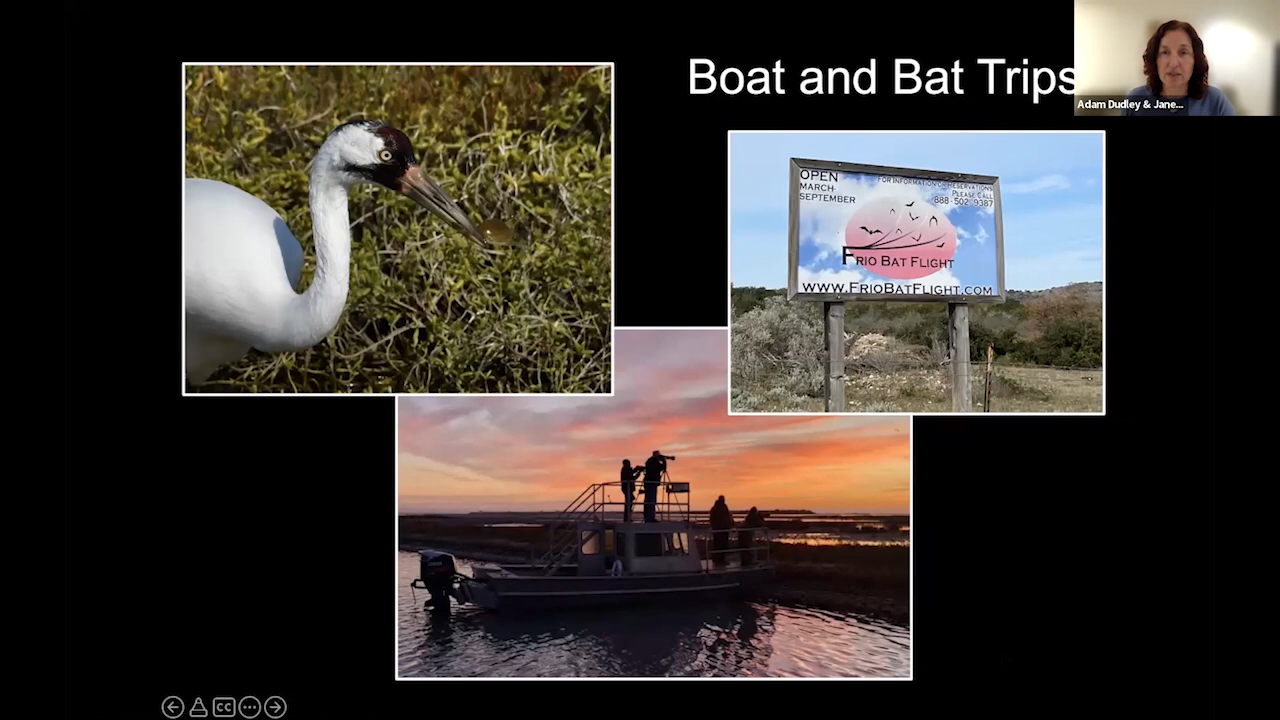 Boat and Bat Trips
Adam Dudley & Jane...
OPEN
MARCH-
SEPTEMBER
FOR INFORMATION OR RESERVATIONS
PLEASE CALL
888-502-9387
FRIO BAT FLIGHT
WWW.FRIOBATFLIGHT.COM
CC